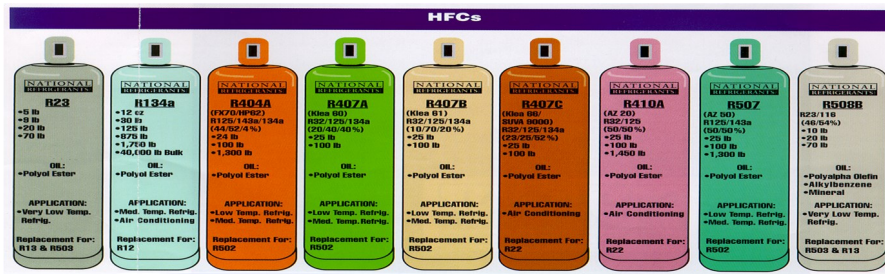 HFCs
NATIONAL
REFRIGERANTS
R23
•5 lb
•9 lb
•20 lb
•70 lb
OIL:
•Polyol Ester
APPLICATION:
•Very Low Temp.
Refrig.
Replacement For:
R13 & R503
NATIONAL
REFRIGERANTS
R134a
•12 oz
•30 lb
•125 lb
•875 lb
•1,750 lb
•40,000 lb Bulk
OIL:
•Polyol Ester
APPLICATION:
•Med. Temp. Refrig.
•Air Conditioning
Replacement For:
R12
NATIONAL
REFRIGERANTS
R404A
(FX70/HP62)
R125/143a/134a
(44/52/4%)
•24 lb
•100 lb
•1,300 lb
OIL:
•Polyol Ester
APPLICATION:
•Low Temp. Refrig.
•Med. Temp. Refrig.
Replacement For:
R502
NATIONAL
REFRIGERANTS
R407A
(Klea 60)
R32/125/134a
(20/40/40%)
•25 lb
•100 lb
OIL:
•Polyol Ester
APPLICATION:
•Low Temp. Refrig.
•Med. Temp. Refrig.
Replacement For:
R502
NATIONAL
REFRIGERANTS
R407B
(Klea 61)
R32/125/134a
(10/70/20%)
•25 lb
•100 lb
OIL:
•Polyol Ester
APPLICATION:
•Low Temp. Refrig.
•Med. Temp. Refrig.
Replacement For:
R502
NATIONAL
REFRIGERANTS
R407C
(Klea 66/
SUVA 9000)
R32/125/134a
(23/25/52%)
•25 lb
•100 lb
OIL:
•Polyol Ester
APPLICATION:
•Air Conditioning
Replacement For:
R22
NATIONAL
REFRIGERANTS
R410A
(AZ 20)
R32/125
(50/50%)
•25 lb
•100 lb
•1,450 lb
OIL:
•Polyol Ester
APPLICATION:
•Air Conditioning
Replacement For:
R22
NATIONAL
REFRIGERANTS
R507
(AZ 50)
R125/143a
(50/50%)
•25 lb
•100 lb
•1,300 lb
OIL:
•Polyol Ester
APPLICATION:
•Low Temp. Refrig.
•Med. Temp. Refrig.
Replacement For:
R502
NATIONAL
REFRIGERANTS
R508B
R23/116
(46/54%)
•10 lb
•20 lb
•70 lb
OIL:
•Polyalpha Olefin
•Alkylbenzene
•Mineral
APPLICATION:
•Very Low Temp.
Refrig.
Replacement For:
R503 & R13